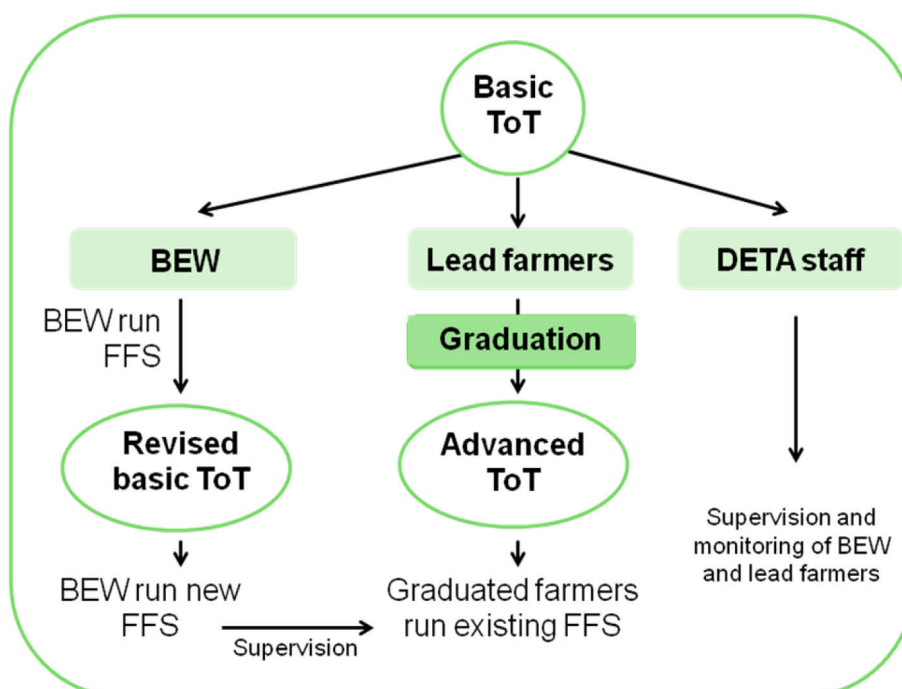 Basic
ToT
BEW
Lead farmers
DETA staff
BEW run
FFS
Graduation
Revised
basic ToT
Advanced
ToT
Supervision and
monitoring of BEW
and lead farmers
BEW run new
FFS
Supervision
Graduated farmers
run existing FFS